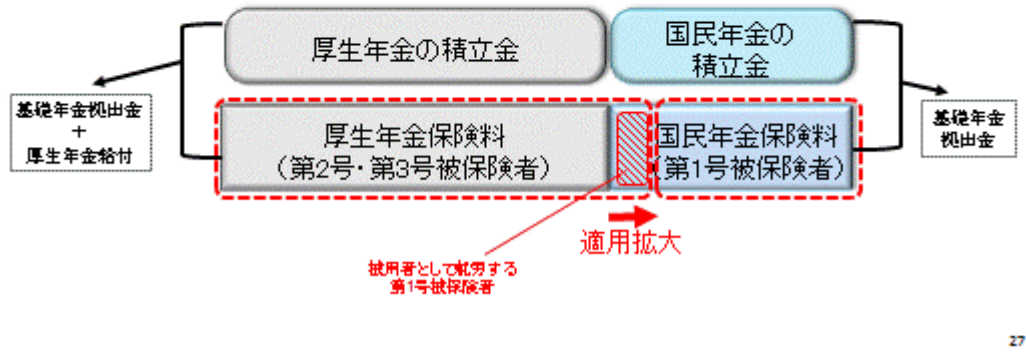 厚生年金の積立金
国民年金の
積立金
基礎年金拠出金
+
厚生年金給付
厚生年金保険料
(第2号・第3号被保険者)
国民年金保険料
(第1号被保険者)
基礎年金
拠出金
適用拡大
被用者として就労する
第1号被保険者
27